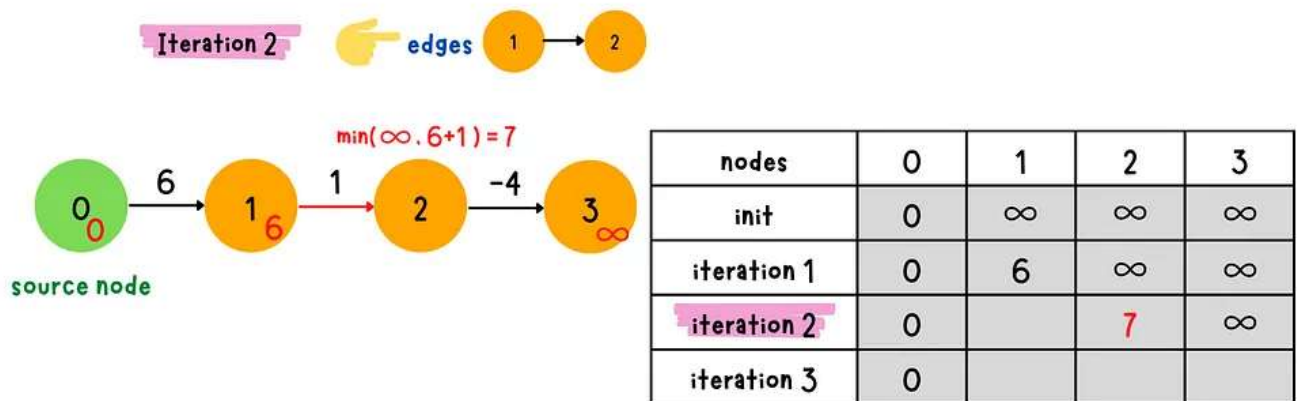 Iteration 2 edges 1 2
min(∞.6+1)=7
6 1 -4
0 0 1 6 2 3 ∞
source node
nodes 0 1 2 3
init 0 ∞ ∞ ∞
iteration 1 0 6 ∞ ∞
iteration 2 0 7 ∞
iteration 3 0